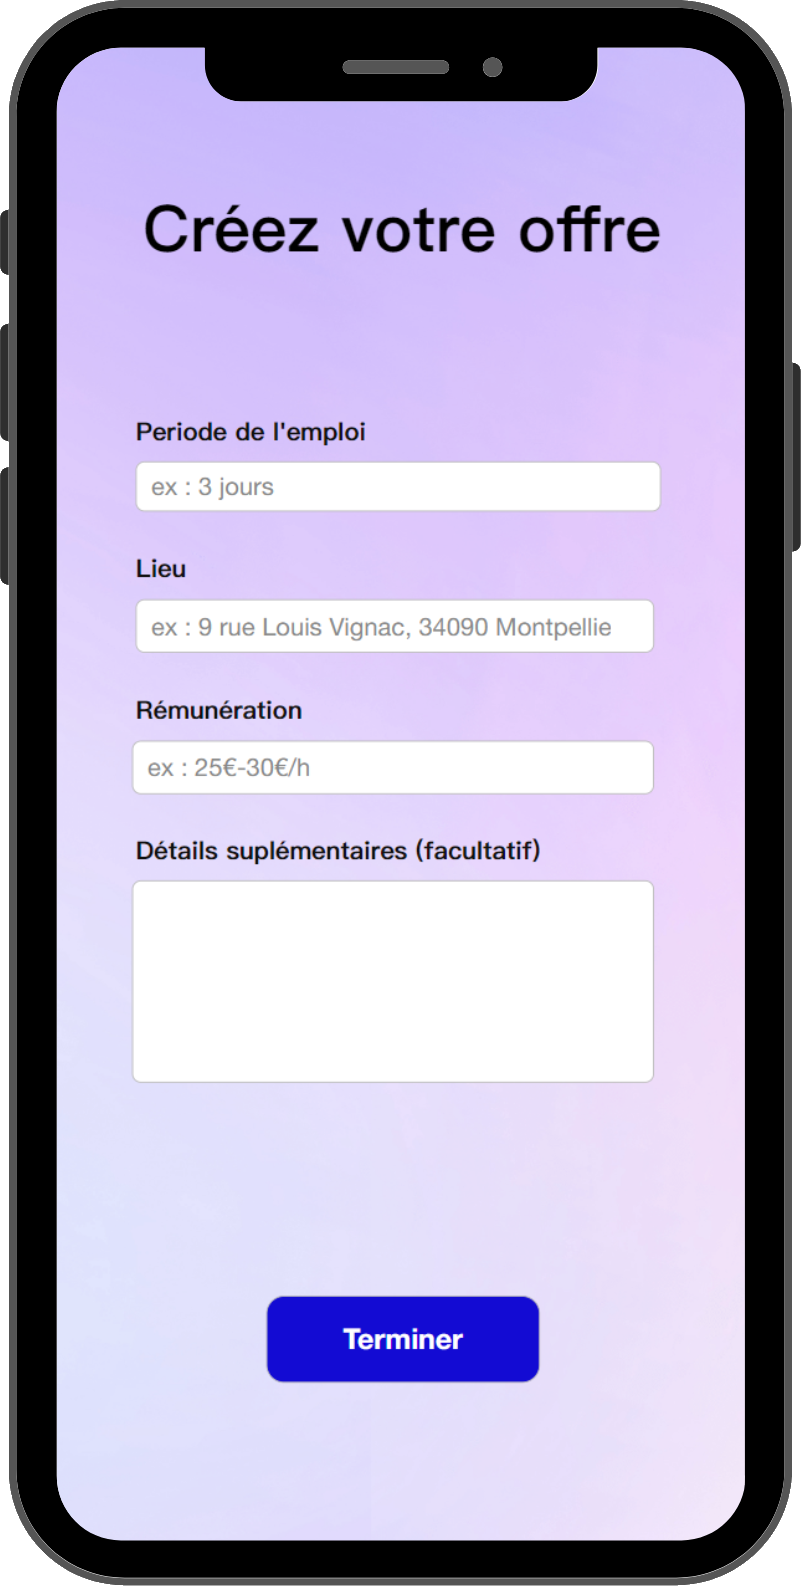 Créez votre offre
Periode de l'emploi
ex : 3 jours
Lieu
ex : 9 rue Louis Vignac, 34090 Montpellie
Rémunération
ex : 25€-30€/h
Détails suplémentaires (facultatif)
Terminer